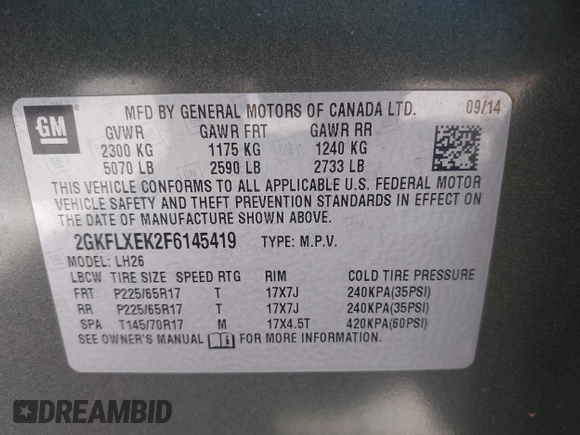 GM
MFD BY GENERAL MOTORS OF CANADA LTD. 09/14
GVWR GAWR FRT GAWR RR
2300 KG 1175 KG 1240 KG
5070 LB 2590 LB 2733 LB
THIS VEHICLE CONFORMS TO ALL APPLICABLE U.S. FEDERAL MOTOR
VEHICLE SAFETY AND THEFT PREVENTION STANDARDS IN EFFECT ON
THE DATE OF MANUFACTURE SHOWN ABOVE.
2GKFLXEK2F6145419 TYPE: M.P.V.
MODEL: LH26
LBCW TIRE SIZE SPEED RTG RIM COLD TIRE PRESSURE
FRT P225/65R17 T 17X7J 240KPA(35PSI)
RR P225/65R17 T 17X7J 240KPA(35PSI)
SPA T145/70R17 M 17X4.5T 420KPA(60PSI)
SEE OWNER'S MANUAL FOR MORE INFORMATION.
DREAMBID